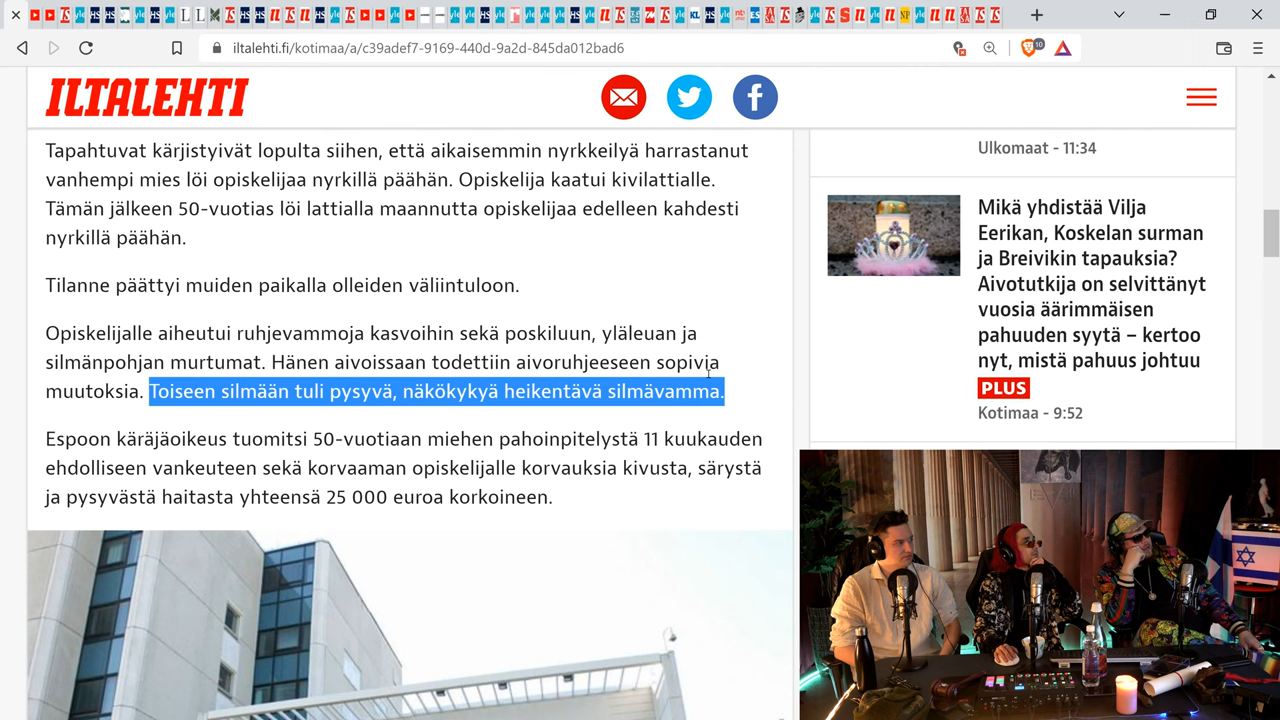 iltalehti.fi/kotimaa/a/c39adef7-9169-440d-9a2d-845da012bad6
10
ILTALEHTI
Tapahtuvat kärjistyivät lopulta siihen, että aikaisemmin nyrkkeilyä harrastanut
vanhempi mies löi opiskelijaa nyrkillä päähän. Opiskelija kaatui kivilattialle.
Tämän jälkeen 50-vuotias löi lattialla maannutta opiskelijaa edelleen kahdesti
nyrkillä päähän.
Tilanne päättyi muiden paikalla olleiden väliintuloon.
Opiskelijalle aiheutui ruhjevammoja kasvoihin sekä poskiluun, yläleuan ja
silmänpohjan murtumat. Hänen aivoissaan todettiin aivoruhjeeseen sopivia
muutoksia. Toiseen silmään tuli pysyvä, näkökykyä heikentävä silmävamma.
Espoon käräjäoikeus tuomitsi 50-vuotiaan miehen pahoinpitelystä 11 kuukauden
ehdolliseen vankeuteen sekä korvaaman opiskelijalle korvauksia kivusta, särystä
ja pysyvästä haitasta yhteensä 25 000 euroa korkoineen.
Ulkomaat - 11:34
Mikä yhdistää Vilja
Eerikan, Koskelan surman
ja Breivikin tapauksia?
Aivotutkija on selvittänyt
vuosia äärimmäisen
pahuuden syytä – kertoo
nyt, mistä pahuus johtuu
PLUS
Kotimaa - 9:52